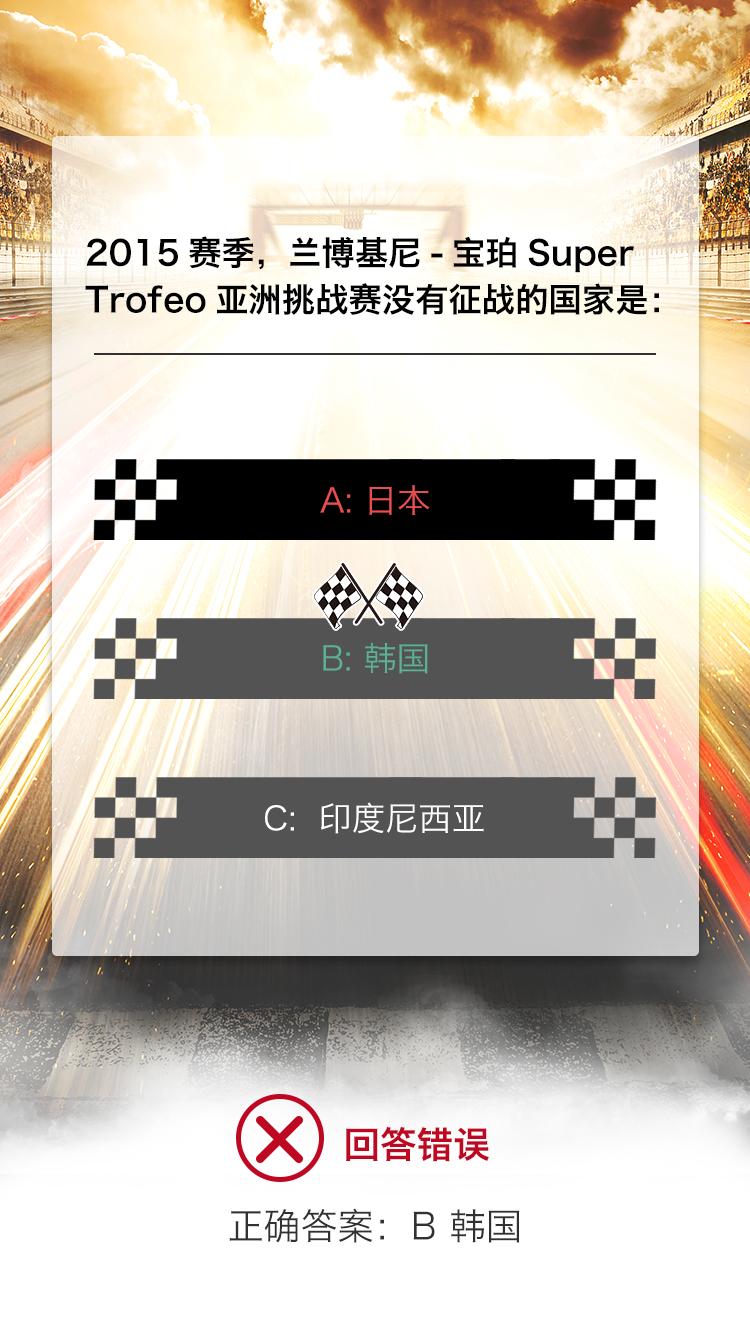 2015 赛季，兰博基尼 - 宝珀 Super
Trofeo 亚洲挑战赛没有征战的国家是：
A: 日本
B: 韩国
C: 印度尼西亚
回答错误
正确答案：B 韩国